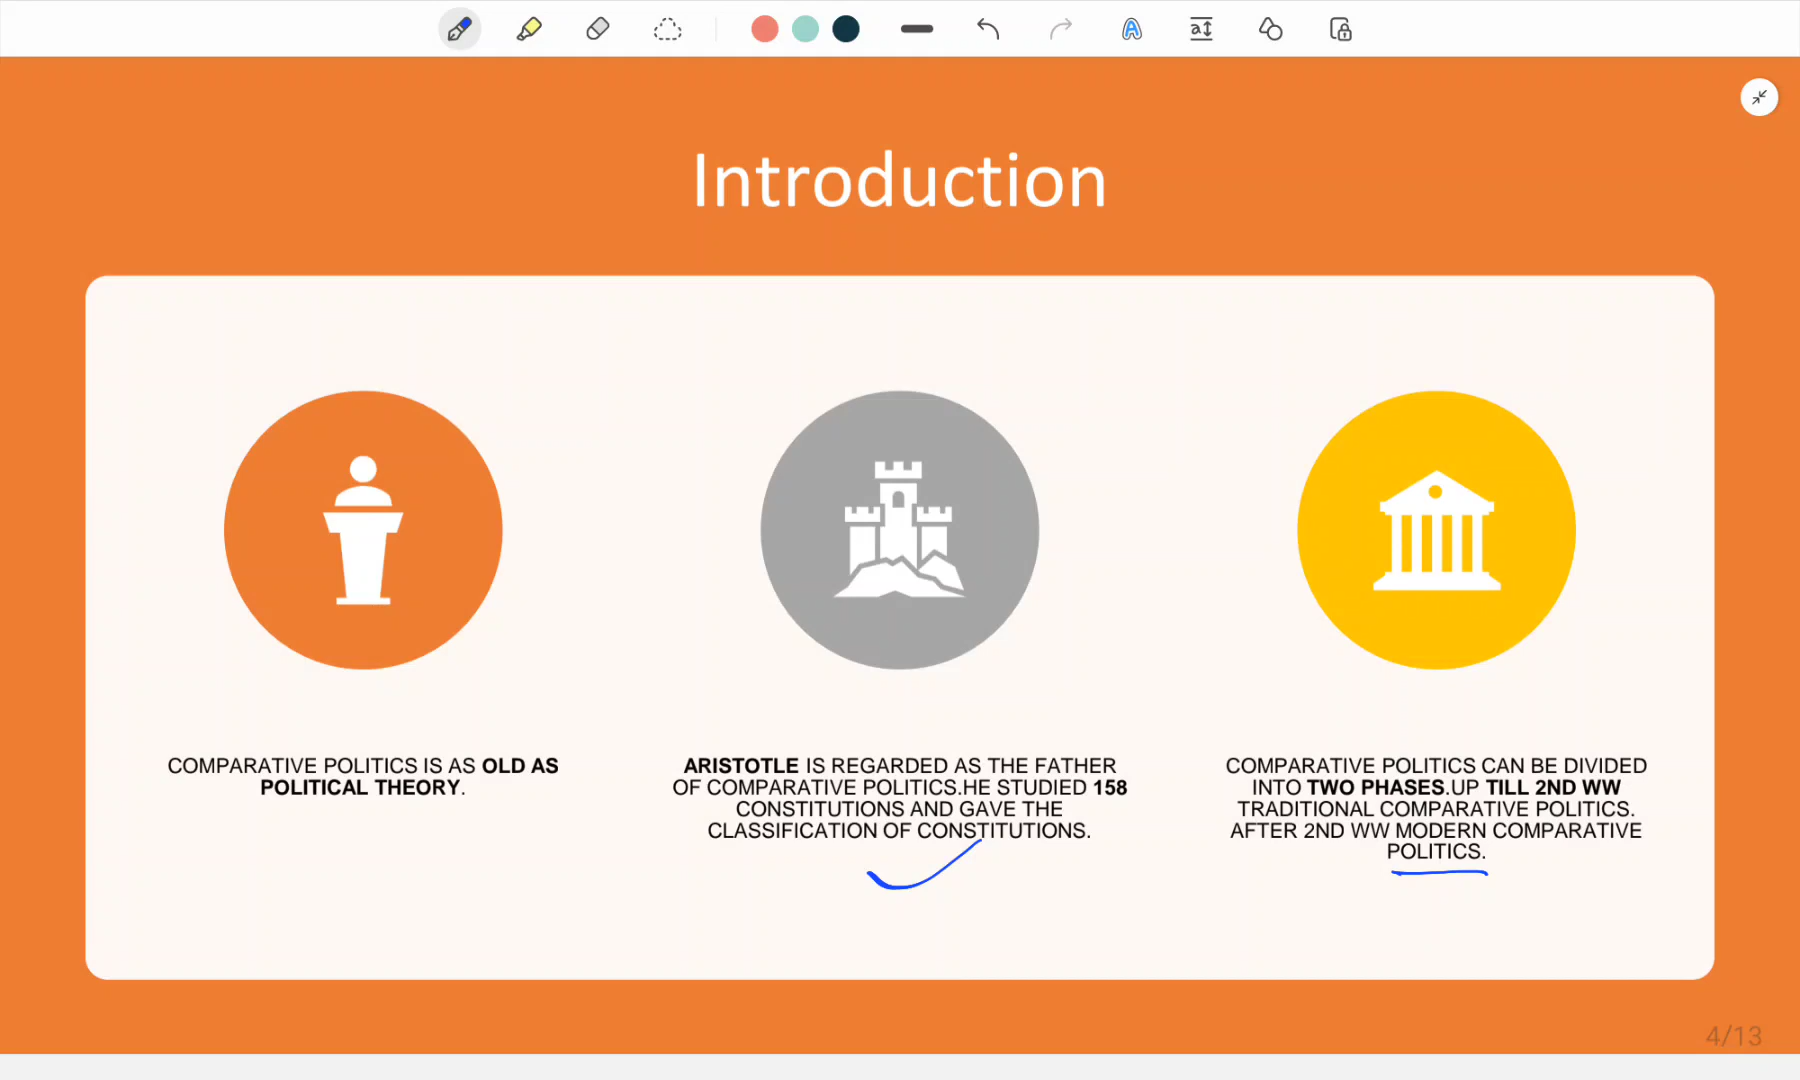 Introduction
COMPARATIVE POLITICS IS AS OLD AS
POLITICAL THEORY.
ARISTOTLE IS REGARDED AS THE FATHER
OF COMPARATIVE POLITICS.HE STUDIED 158
CONSTITUTIONS AND GAVE THE
CLASSIFICATION OF CONSTITUTIONS.
COMPARATIVE POLITICS CAN BE DIVIDED
INTO TWO PHASES.UP TILL 2ND WW
TRADITIONAL COMPARATIVE POLITICS.
AFTER 2ND WW MODERN COMPARATIVE
POLITICS.
4/13